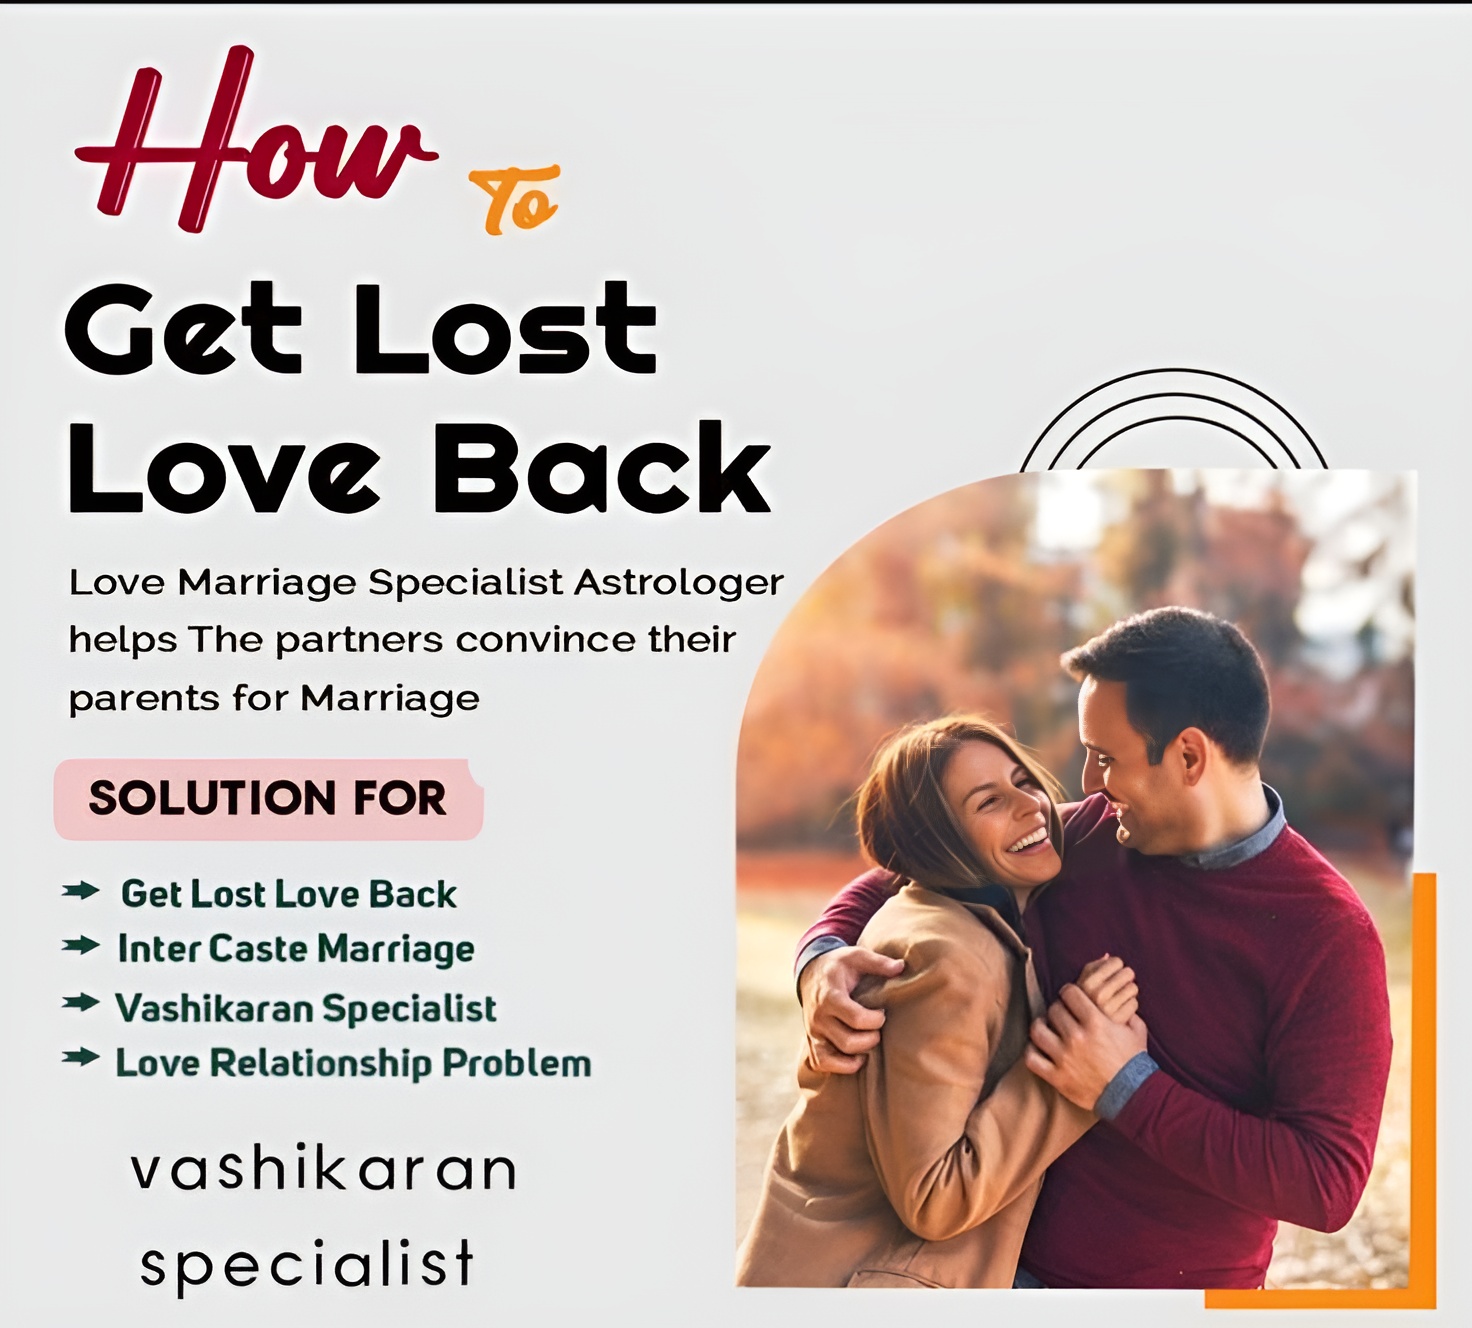 How To
Get Lost
Love Back
Love Marriage Specialist Astrologer
helps The partners convince their
parents for Marriage
SOLUTION FOR
Get Lost Love Back
Inter Caste Marriage
Vashikaran Specialist
Love Relationship Problem
vashikaran
specialist